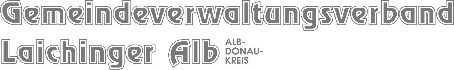 Gemeindeverwaltungsverband
Laichinger Alb ALB-
DONAU-
KREIS